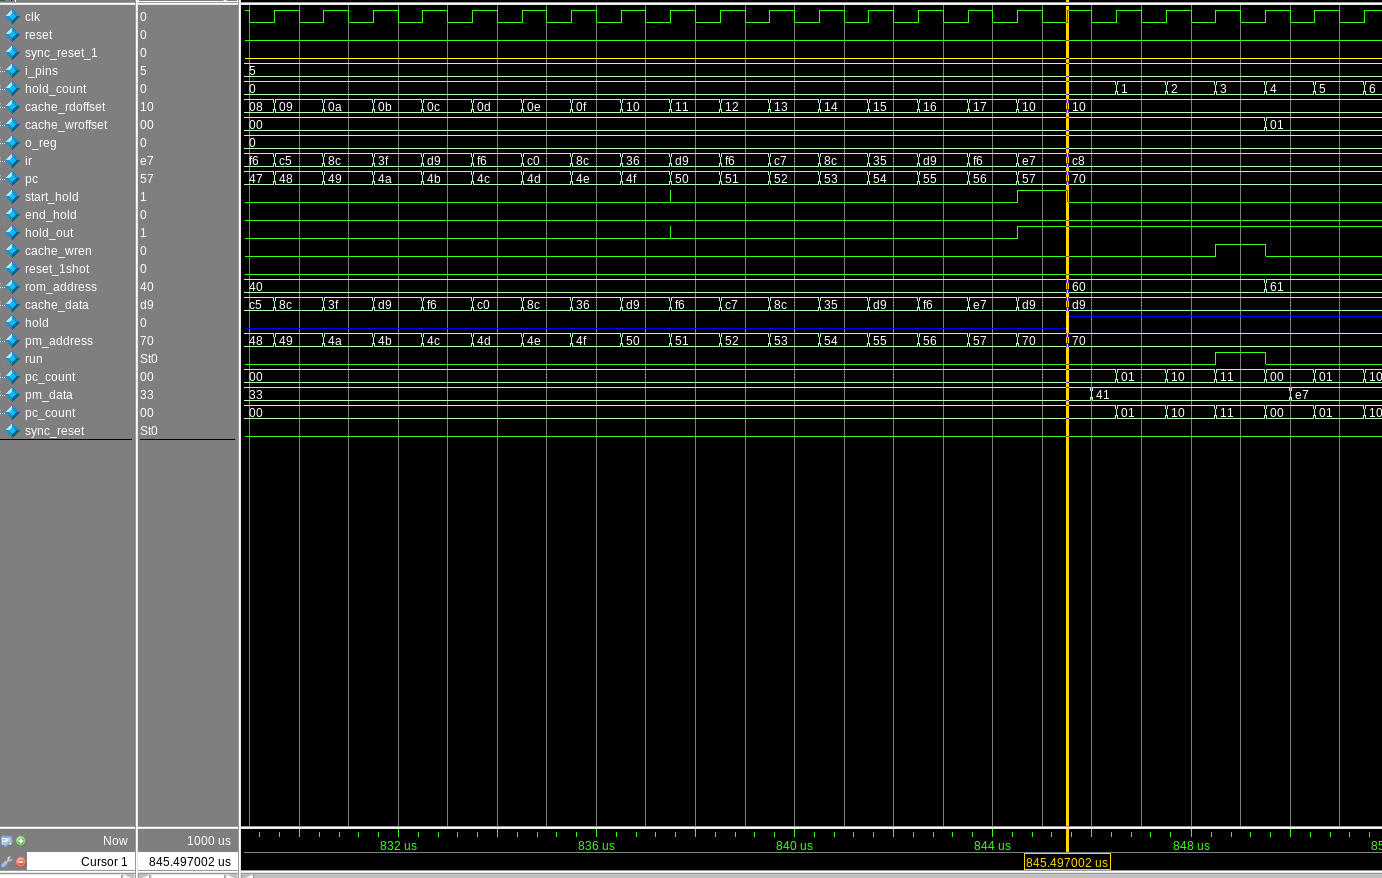 clk 0
reset 0
sync_reset_1 0
i_pins 5 5
hold_count 0 0 1 2 3 4 5 6
cache_rdoffset 10 08 09 0a 0b 0c 0d 0e 0f 10 11 12 13 14 15 16 17 10 10
cache_wroffset 00 00 01
o_reg 0 0
ir e7 f6 c5 8c 3f d9 f6 c0 8c 36 d9 f6 c7 8c 35 d9 f6 e7 c8
pc 57 47 48 49 4a 4b 4c 4d 4e 4f 50 51 52 53 54 55 56 57 70
start_hold 1
end_hold 0
hold_out 1
cache_wren 0
reset_1shot 0
rom_address 40 40 60 61
cache_data d9 c5 8c 3f d9 f6 c0 8c 36 d9 f6 c7 8c 35 d9 f6 e7 d9 d9
hold 0
pm_address 70 48 49 4a 4b 4c 4d 4e 4f 50 51 52 53 54 55 56 57 70 70
run St0
pc_count 00 00 01 10 11 00 01 10
pm_data 33 33 41 e7
pc_count 00 00 01 10 11 00 01 10
sync_reset St0
Now 1000 us
832 us 836 us 840 us 844 us 848 us
Cursor 1 845.497002 us 845.497002 us